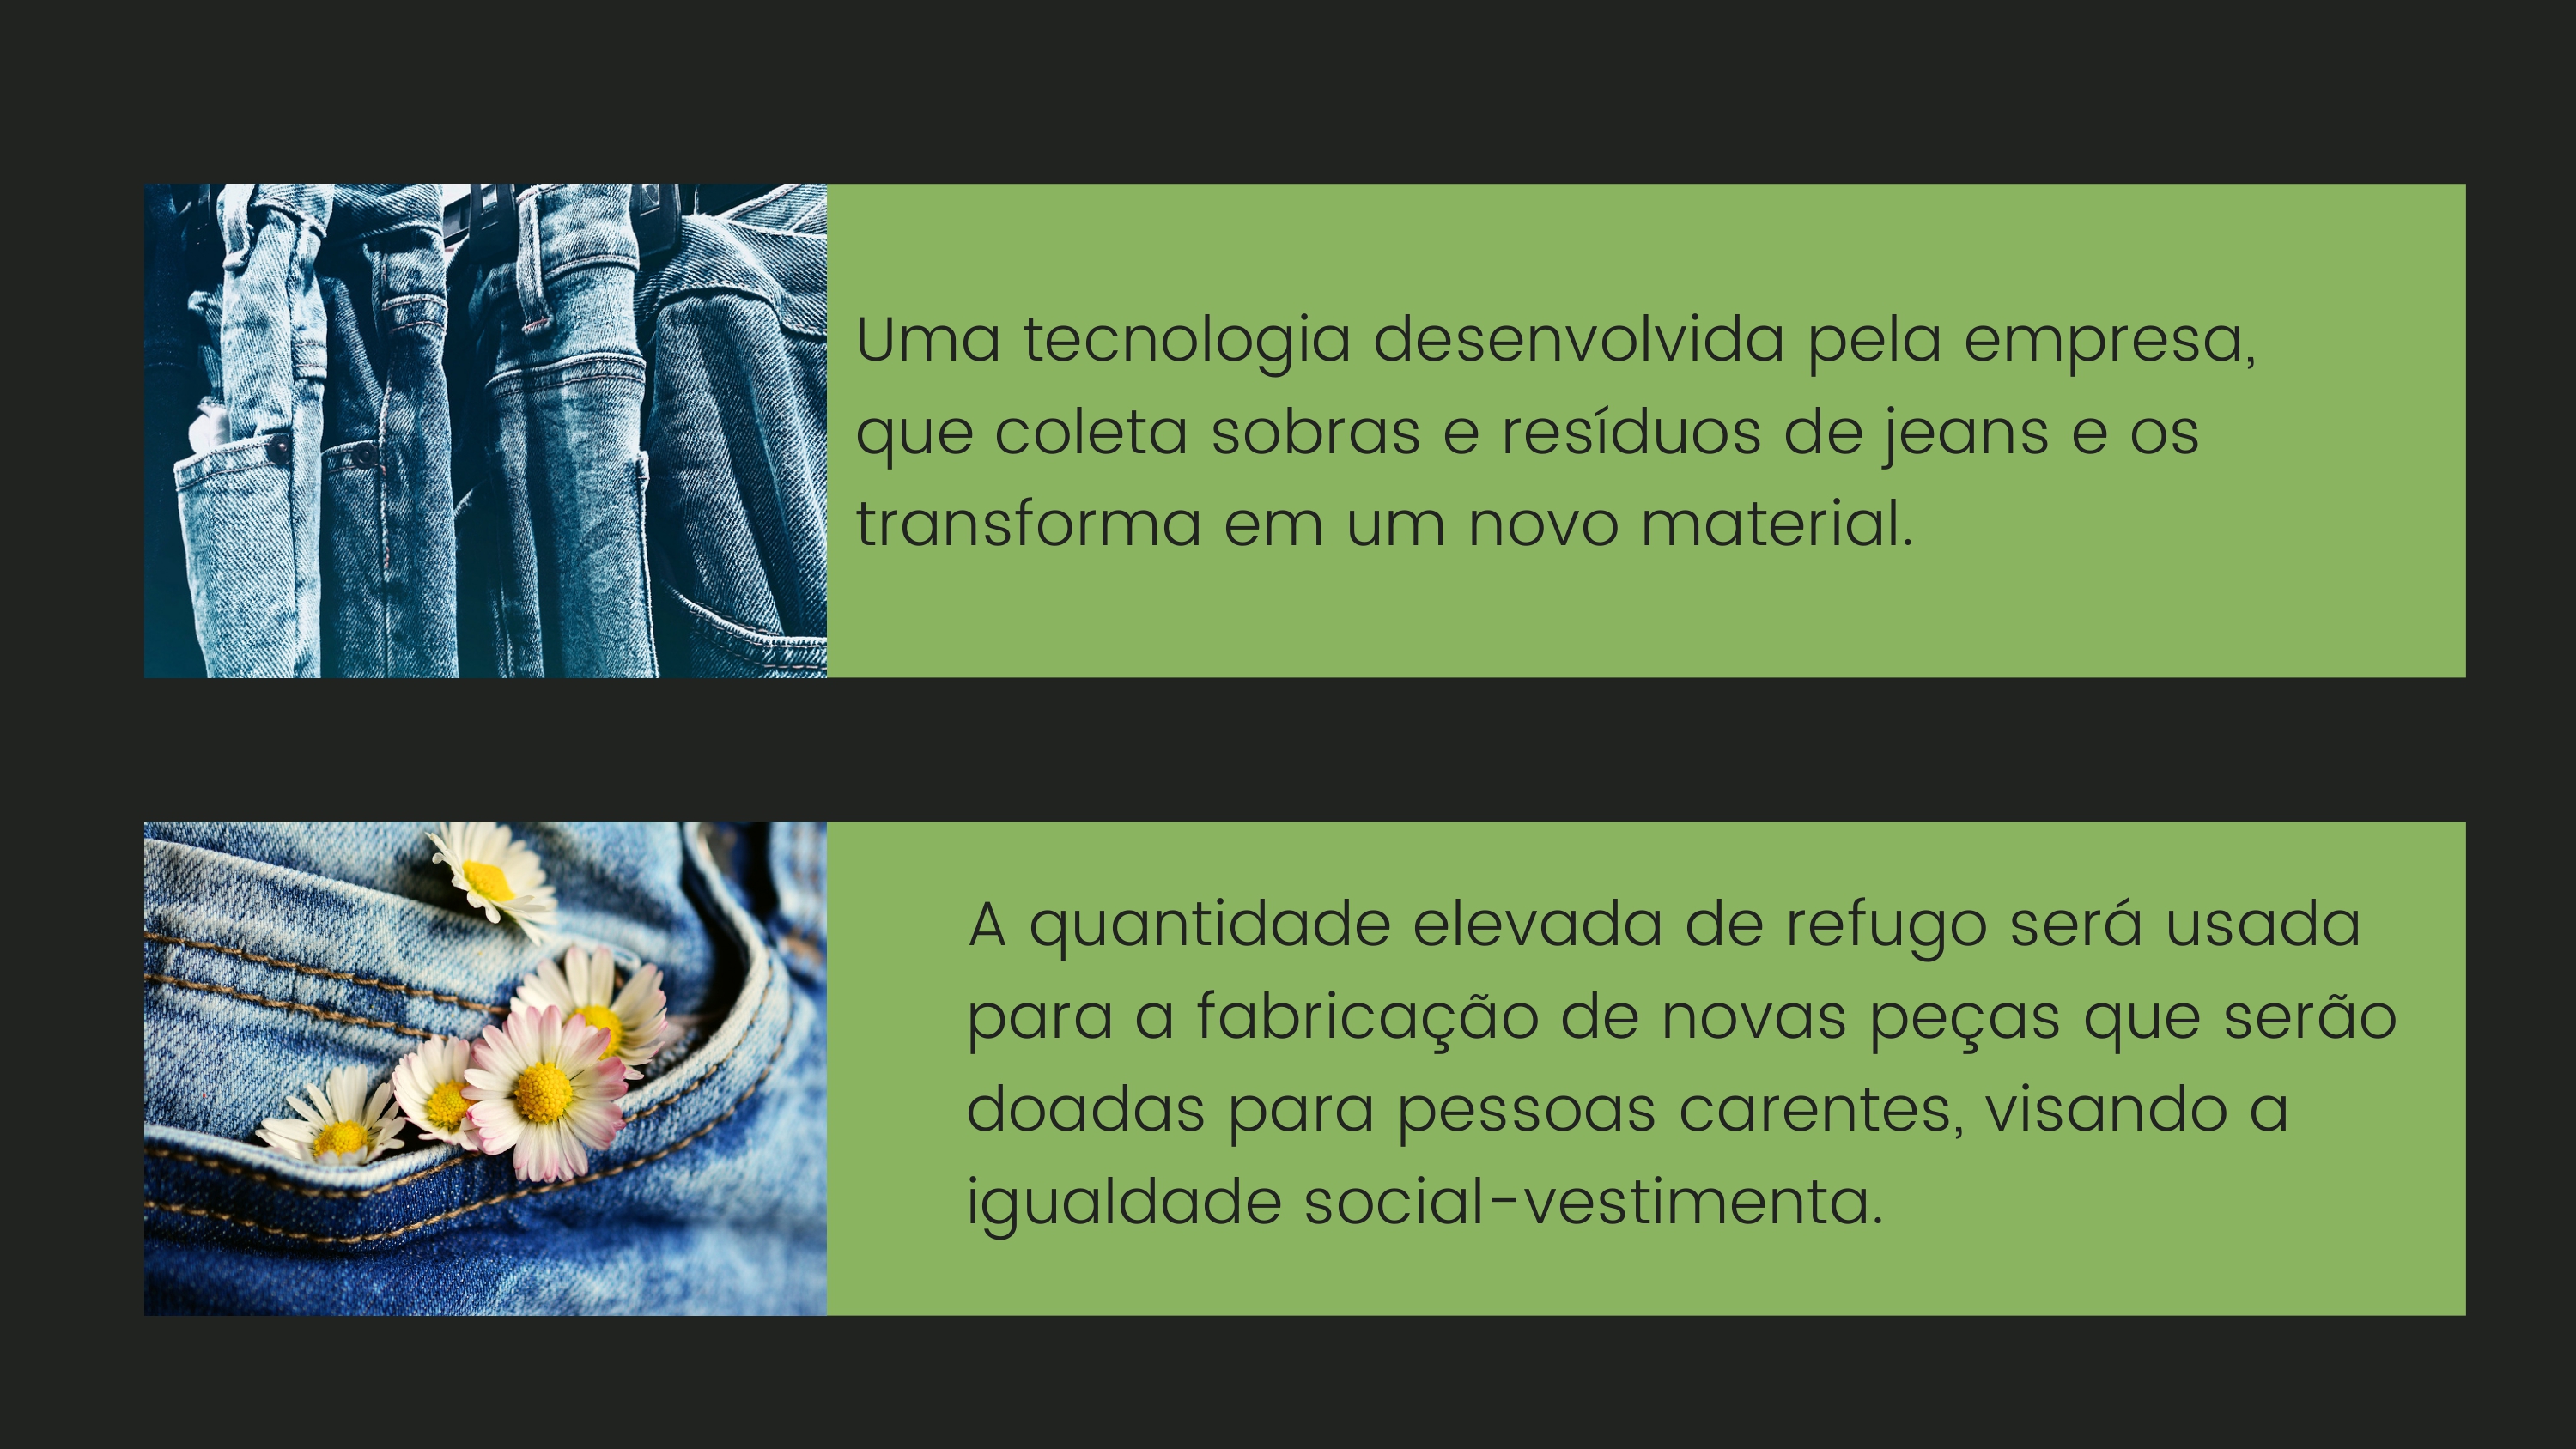 Uma tecnologia desenvolvida pela empresa,
que coleta sobras e resíduos de jeans e os
transforma em um novo material.
A quantidade elevada de refugo será usada
para a fabricação de novas peças que serão
doadas para pessoas carentes, visando a
igualdade social-vestimenta.